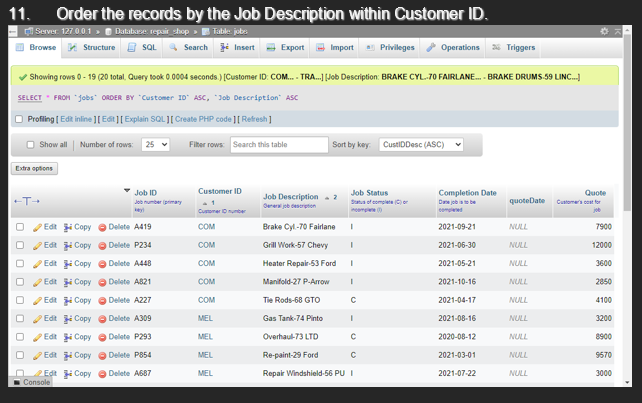 11. Order the records by the Job Description within Customer ID.
Server: 127.0.0.1 » Database: repair_shop » Table: jobs
Browse Structure SQL Search Insert Export Import Privileges Operations Triggers
Showing rows 0 - 19 (20 total, Query took 0.0004 seconds.) [Customer ID: COM... - TRA...] [Job Description: BRAKE CYL.-70 FAIRLANE... - BRAKE DRUMS-59 LINC...]
SELECT * FROM `jobs` ORDER BY `Customer ID` ASC, `Job Description` ASC
Profiling [ Edit inline ] [ Edit ] [ Explain SQL ] [ Create PHP code ] [ Refresh ]
Show all Number of rows: 25 Filter rows: Search this table Sort by key: CustIDDesc (ASC)
Extra options
←T→ Job ID Customer ID Job Description 2 Job Status Completion Date quoteDate Quote
Job number (primary key) 1 Customer ID number General job description Status of complete (C) or incomplete (I) Date job is to be completed Customer's cost for job
Edit Copy Delete A419 COM Brake Cyl.-70 Fairlane I 2021-09-21 NULL 7900
Edit Copy Delete P234 COM Grill Work-57 Chevy I 2021-06-30 NULL 12000
Edit Copy Delete A448 COM Heater Repair-53 Ford I 2021-05-21 NULL 3600
Edit Copy Delete A821 COM Manifold-27 P-Arrow I 2021-10-16 NULL 2850
Edit Copy Delete A227 COM Tie Rods-68 GTO C 2021-04-17 NULL 4100
Edit Copy Delete A309 MEL Gas Tank-74 Pinto I 2021-08-16 NULL 3200
Edit Copy Delete P293 MEL Overhaul-73 LTD C 2020-08-12 NULL 8900
Edit Copy Delete P854 MEL Re-paint-29 Ford C 2021-03-01 NULL 9570
Edit Copy Delete A687 MEL Repair Windshield-56 PU I 2021-07-22 NULL 3000
Console